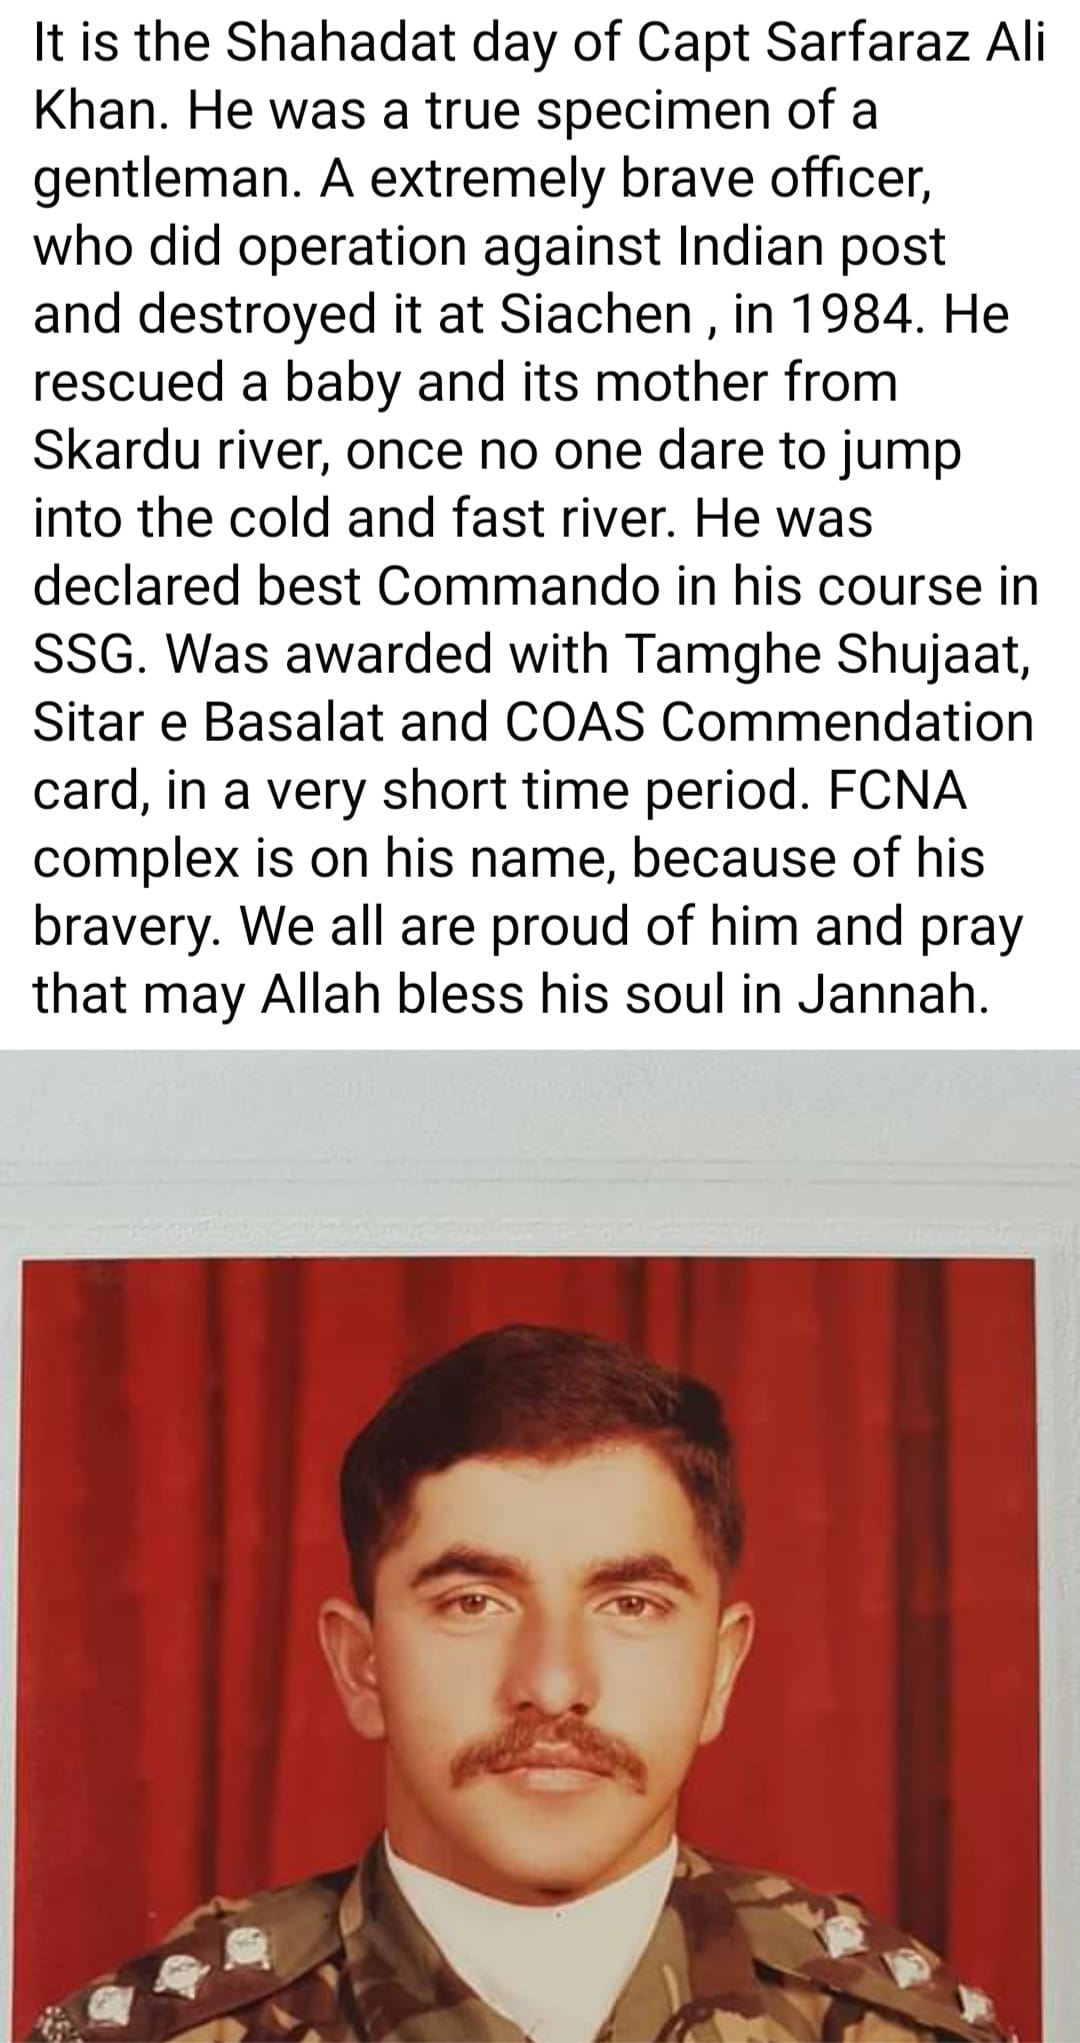 It is the Shahadat day of Capt Sarfaraz Ali
Khan. He was a true specimen of a
gentleman. A extremely brave officer,
who did operation against Indian post
and destroyed it at Siachen , in 1984. He
rescued a baby and its mother from
Skardu river, once no one dare to jump
into the cold and fast river. He was
declared best Commando in his course in
SSG. Was awarded with Tamghe Shujaat,
Sitar e Basalat and COAS Commendation
card, in a very short time period. FCNA
complex is on his name, because of his
bravery. We all are proud of him and pray
that may Allah bless his soul in Jannah.